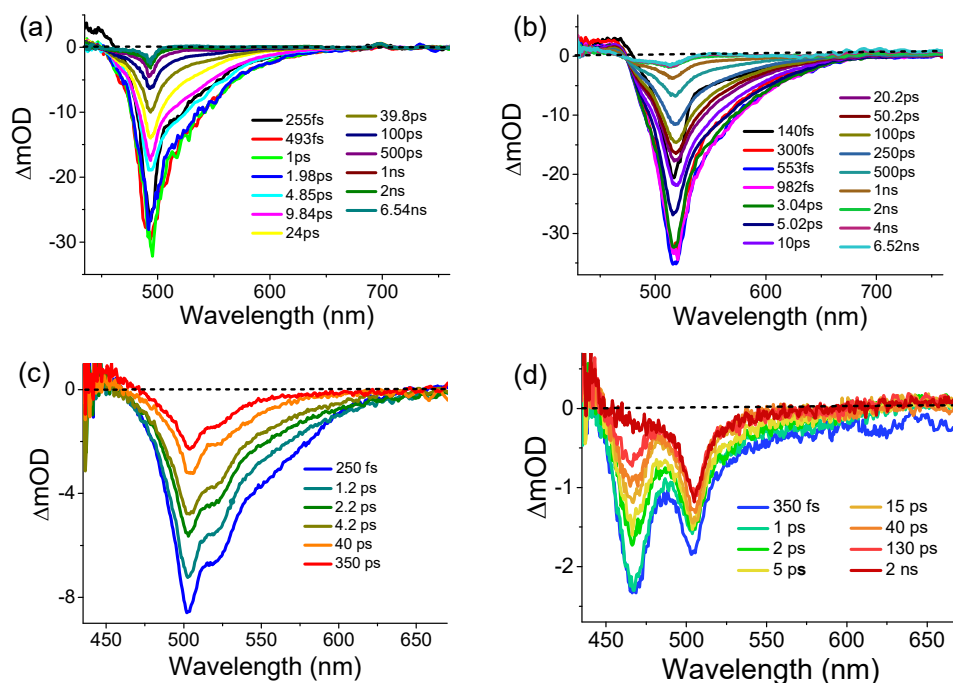 (a)
0
-10
-20
-30
ΔmOD
255fs
493fs
1ps
1.98ps
4.85ps
9.84ps
24ps
39.8ps
100ps
500ps
1ns
2ns
6.54ns
500 600 700
Wavelength (nm)
(b)
0
-10
-20
-30
ΔmOD
140fs
300fs
553fs
982fs
3.04ps
5.02ps
10ps
20.2ps
50.2ps
100ps
250ps
500ps
1ns
2ns
4ns
6.52ns
500 600 700
Wavelength (nm)
(c)
0
-4
-8
ΔmOD
250 fs
1.2 ps
2.2 ps
4.2 ps
40 ps
350 ps
450 500 550 600 650
Wavelength (nm)
(d)
0
-1
-2
ΔmOD
350 fs
1 ps
2 ps
5 ps
15 ps
40 ps
130 ps
2 ns
450 500 550 600 650
Wavelength (nm)